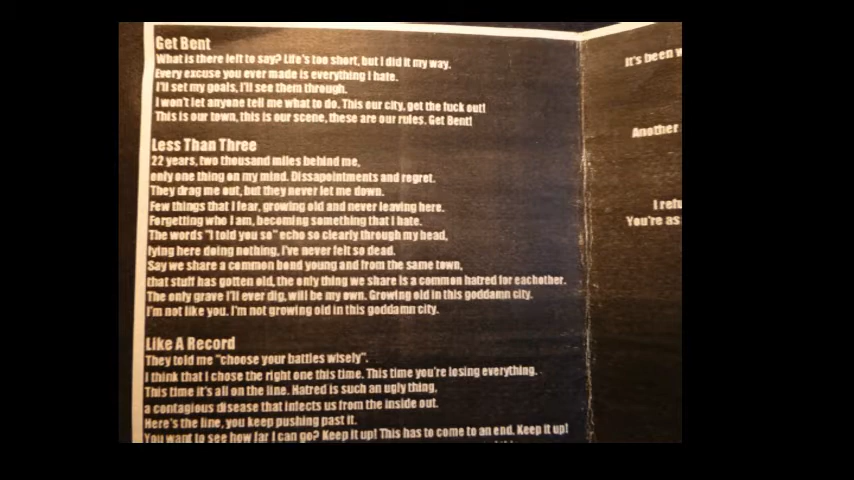 Get Bent
What is there left to say? Life's too short, but I did it my way.
Every excuse you ever made is everything I hate.
I'll set my goals, I'll see them through.
I won't let anyone tell me what to do. This our city, get the fuck out!
This is our town, this is our scene, these are our rules. Get Bent!
Less Than Three
22 years, two thousand miles behind me,
only one thing on my mind. Dissapointments and regret.
They drag me out, but they never let me down.
Few things that I fear, growing old and never leaving here.
Forgetting who I am, becoming something that I hate.
The words "I told you so" echo so clearly through my head,
lying here doing nothing, I've never felt so dead.
Say we share a common bond young and from the same town,
that stuff has gotten old, the only thing we share is a common hatred for eachother.
The only grave I'll ever dig, will be my own. Growing old in this goddamn city.
I'm not like you. I'm not growing old in this goddamn city.
Like A Record
They told me "choose your battles wisely".
I think that I chose the right one this time. This time you're losing everything.
This time it's all on the line. Hatred is such an ugly thing,
a contagious disease that infects us from the inside out.
Here's the line, you keep pushing past it.
You want to see how far I can go? Keep it up! This has to come to an end. Keep it up!
It's been
Another
I
You're as